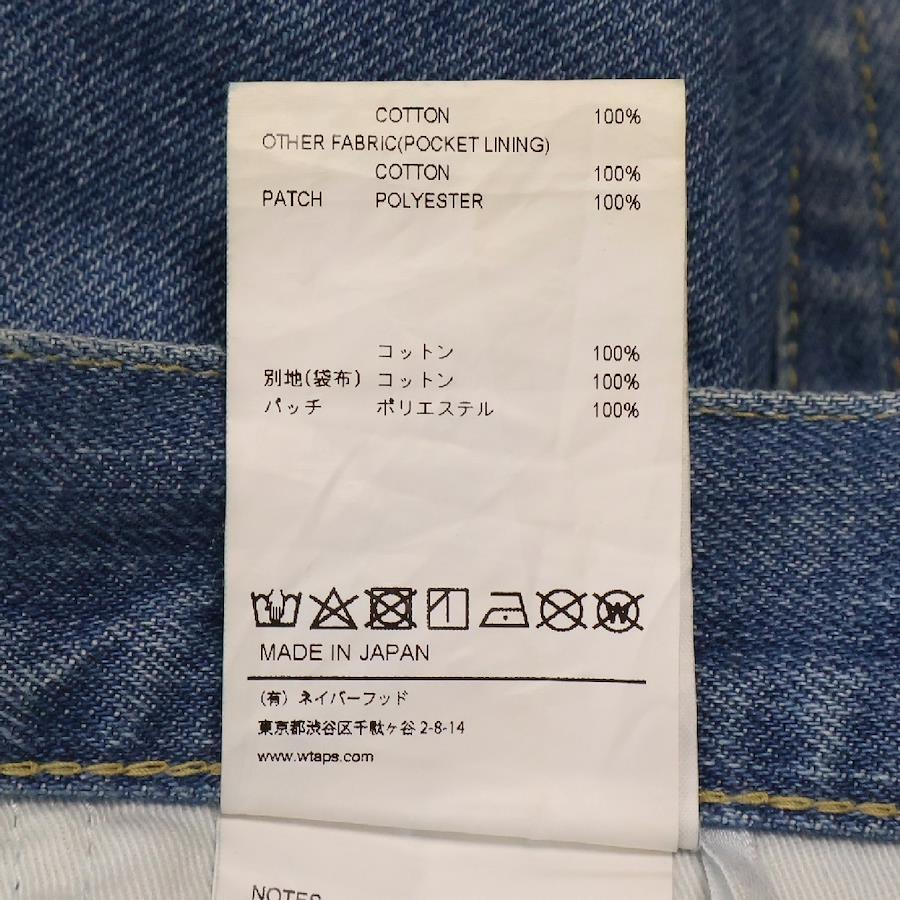 COTTON 100%
OTHER FABRIC(POCKET LINING)
COTTON 100%
PATCH POLYESTER 100%
コットン 100%
別地(袋布) コットン 100%
パッチ ポリエステル 100%
MADE IN JAPAN
(有) ネイバーフッド
東京都渋谷区千駄ヶ谷 2-8-14
www.wtaps.com
NOTES